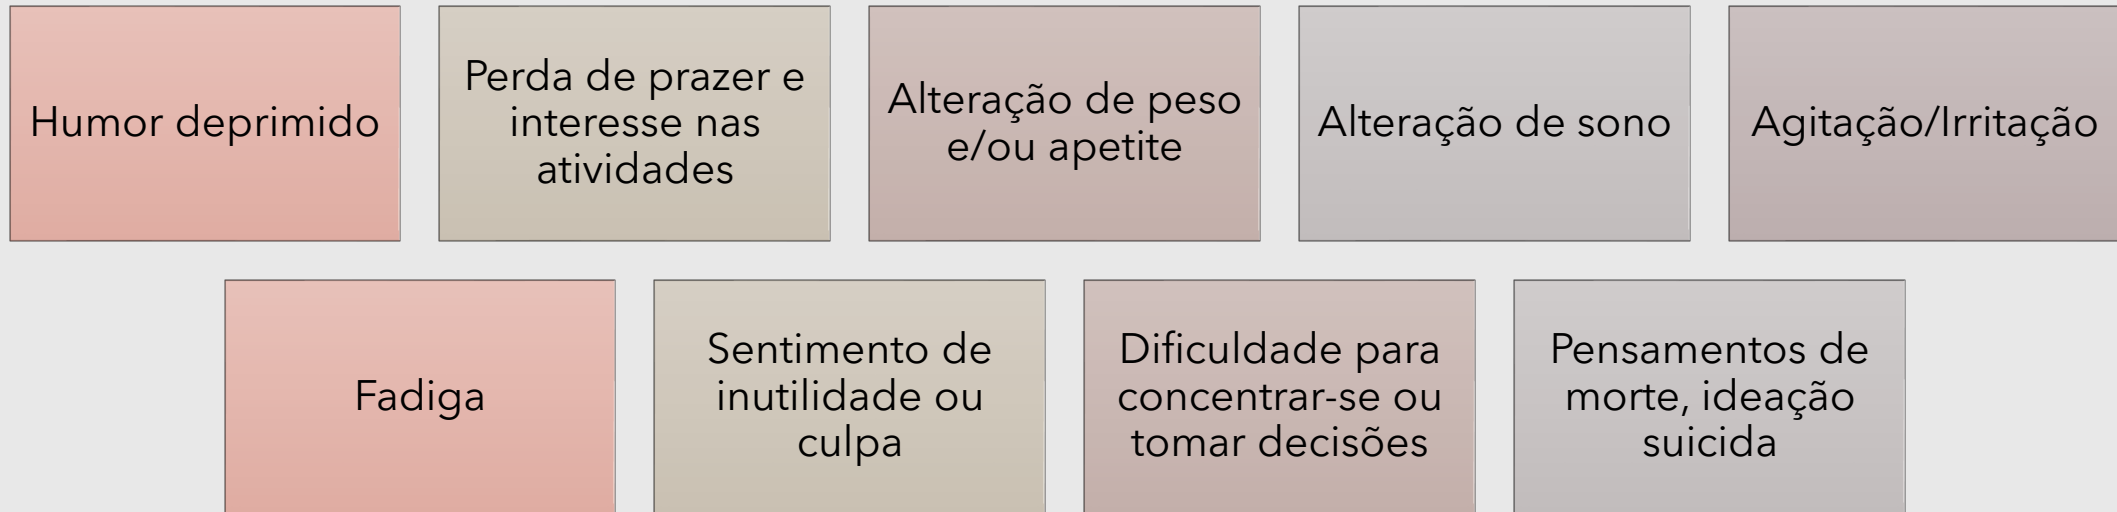 Humor deprimido
Perda de prazer e
interesse nas
atividades
Alteração de peso
e/ou apetite
Alteração de sono
Agitação/Irritação
Fadiga
Sentimento de
inutilidade ou
culpa
Dificuldade para
concentrar-se ou
tomar decisões
Pensamentos de
morte, ideação
suicida